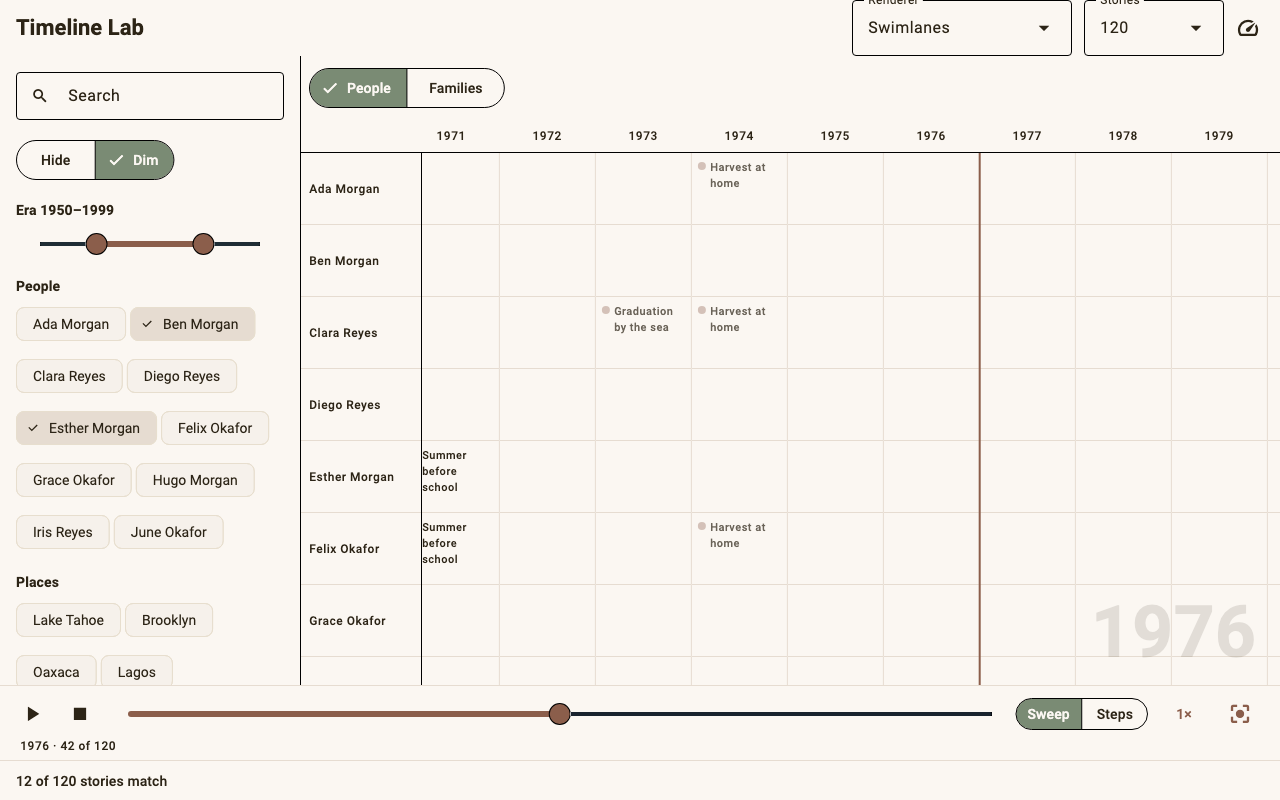 Timeline Lab
Renderer
Stories
Swimlanes
120
Search
People
Families
Hide
Dim
1971 1972 1973 1974 1975 1976 1977 1978 1979
Era 1950–1999
People
Ada Morgan
Ben Morgan
Clara Reyes
Diego Reyes
Esther Morgan
Felix Okafor
Grace Okafor
Hugo Morgan
Iris Reyes
June Okafor
Places
Lake Tahoe
Brooklyn
Oaxaca
Lagos
Ada Morgan
Harvest at
home
Ben Morgan
Clara Reyes
Graduation
by the sea
Harvest at
home
Diego Reyes
Esther Morgan
Summer
before
school
Felix Okafor
Summer
before
school
Harvest at
home
Grace Okafor
1976
Sweep
Steps
1×
1976 · 42 of 120
12 of 120 stories match